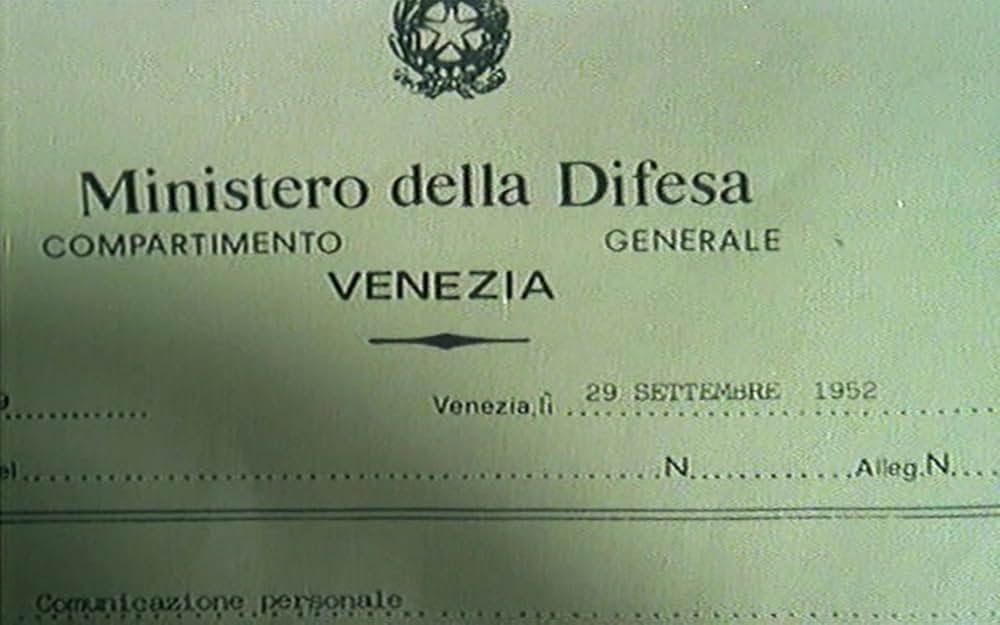 Ministero della Difesa
COMPARTIMENTO GENERALE
VENEZIA
Venezia, lì 29 SETTEMBRE 1952
N. Alleg. N.
Comunicazione personale